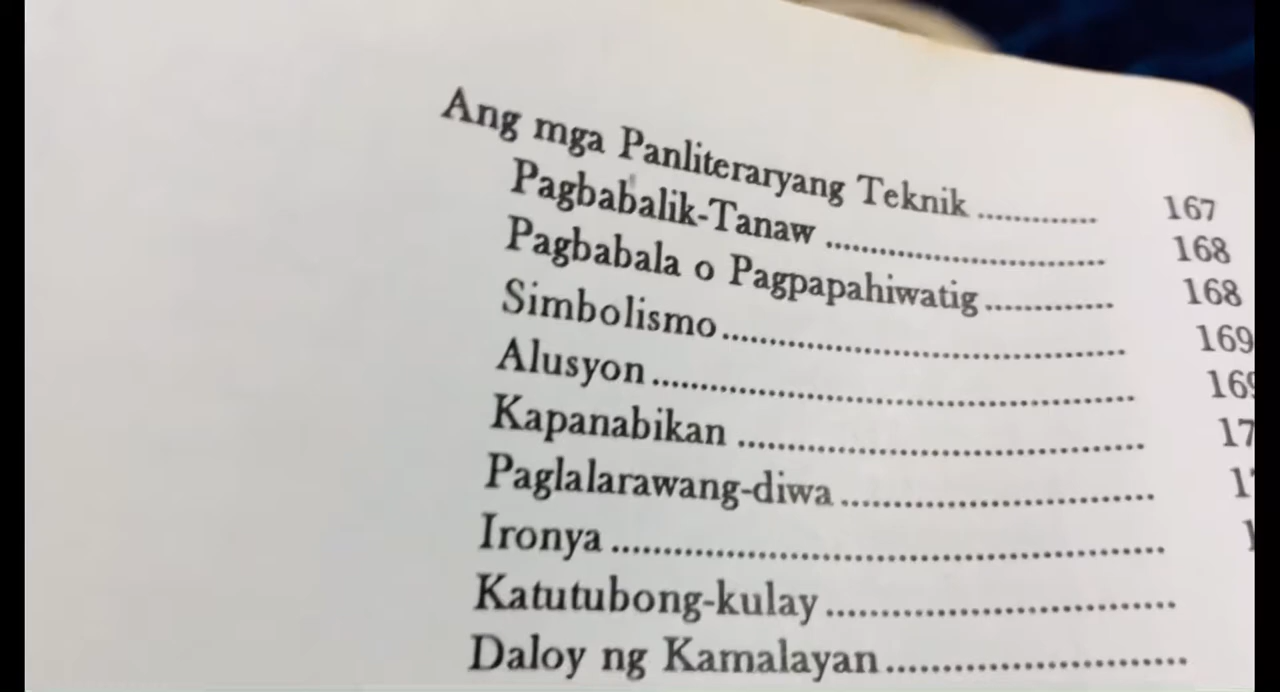 Ang mga Panliteraryang Teknik ............. 167
Pagbabalik-Tanaw .............................. 168
Pagbabala o Pagpapahiwatig .............. 168
Simbolismo ............................................ 169
Alusyon ..................................................
Kapanabikan ..........................................
Paglalarawang-diwa ................................
Ironya .....................................................
Katutubong-kulay ...................................
Daloy ng Kamalayan ..............................